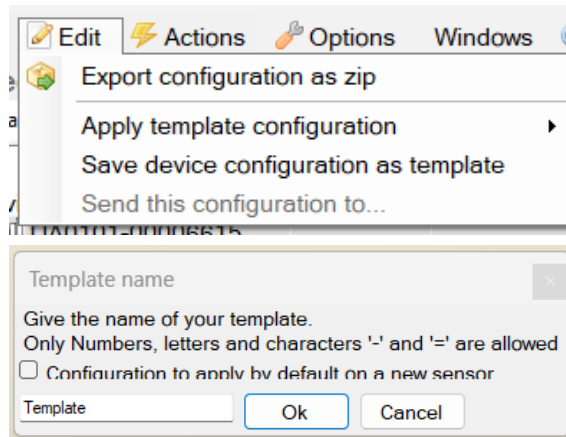 Edit Actions Options Windows
Export configuration as zip
Apply template configuration
Save device configuration as template
Send this configuration to...
Template name
Give the name of your template.
Only Numbers, letters and characters '-' and '=' are allowed
Configuration to apply by default on a new sensor
Template
Ok Cancel